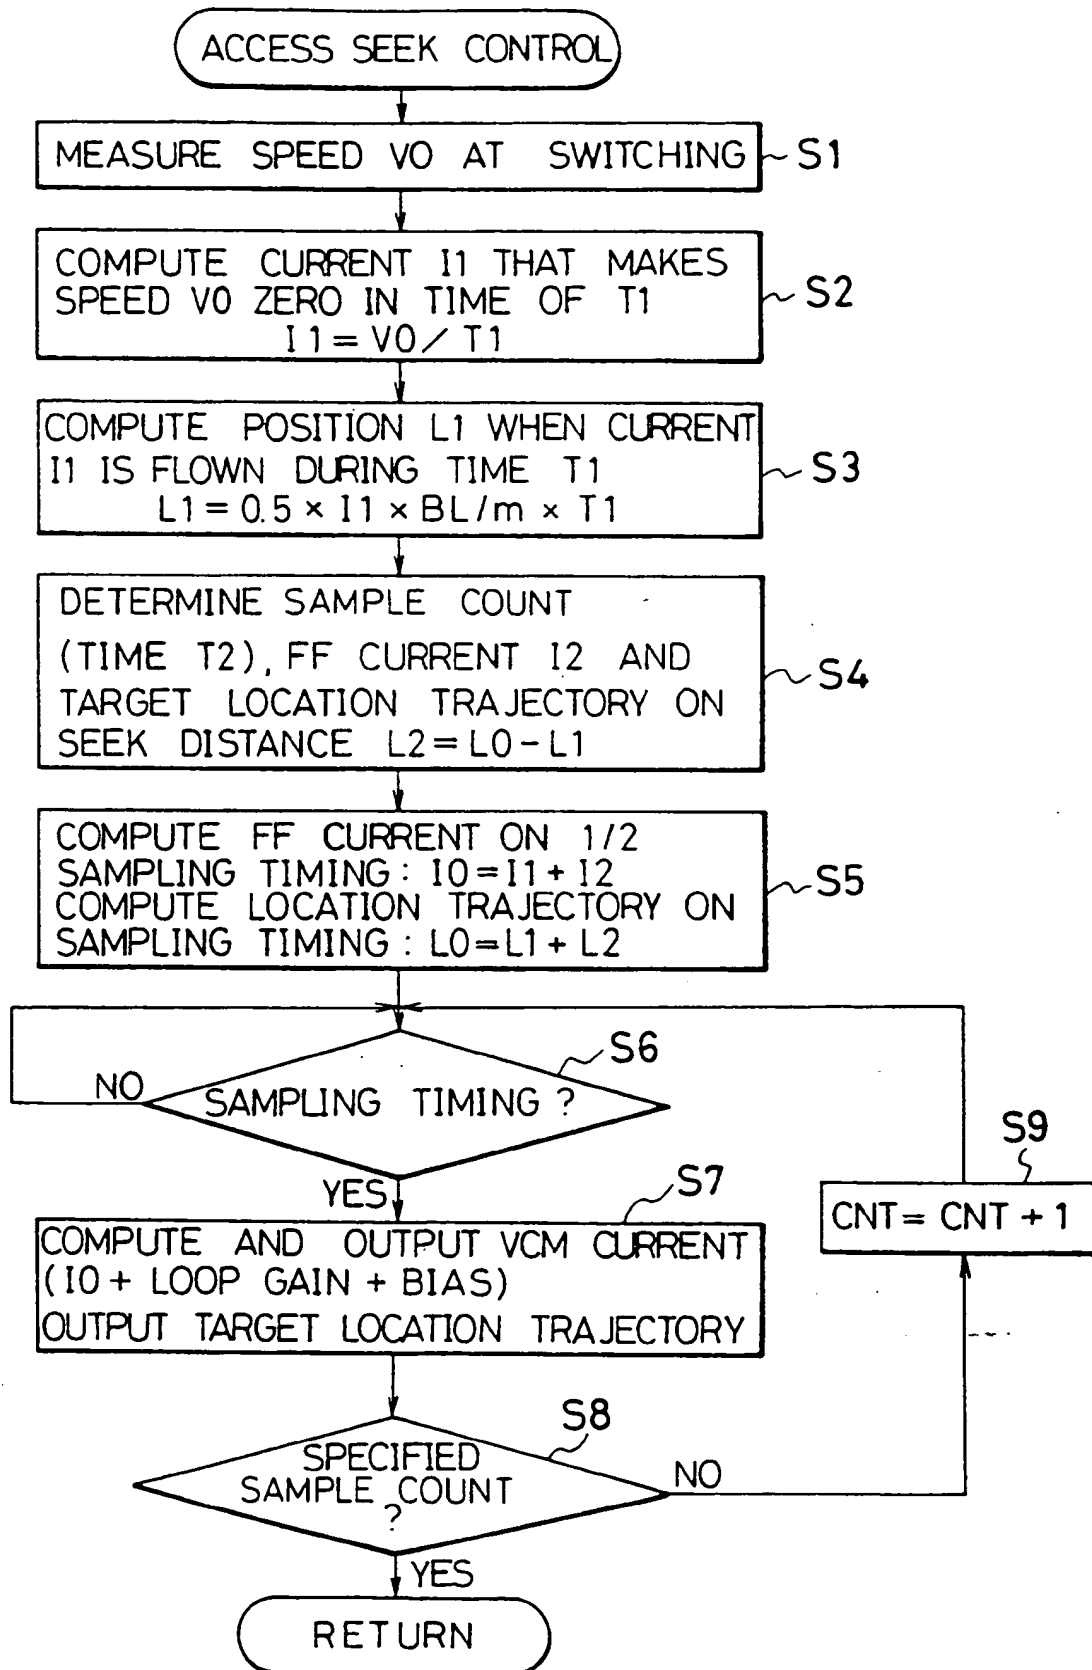 ACCESS SEEK CONTROL
MEASURE SPEED V0 AT SWITCHING
S1
COMPUTE CURRENT I1 THAT MAKES
SPEED V0 ZERO IN TIME OF T1
I1 = V0 / T1
S2
COMPUTE POSITION L1 WHEN CURRENT
I1 IS FLOWN DURING TIME T1
L1 = 0.5 × I1 × BL/m × T1
S3
DETERMINE SAMPLE COUNT
(TIME T2), FF CURRENT I2 AND
TARGET LOCATION TRAJECTORY ON
SEEK DISTANCE L2 = L0 - L1
S4
COMPUTE FF CURRENT ON 1/2
SAMPLING TIMING : I0 = I1 + I2
COMPUTE LOCATION TRAJECTORY ON
SAMPLING TIMING : L0 = L1 + L2
S5
S6
NO
SAMPLING TIMING ?
YES
S7
COMPUTE AND OUTPUT VCM CURRENT
(I0 + LOOP GAIN + BIAS)
OUTPUT TARGET LOCATION TRAJECTORY
S9
CNT = CNT + 1
S8
SPECIFIED
SAMPLE COUNT
?
NO
YES
RETURN